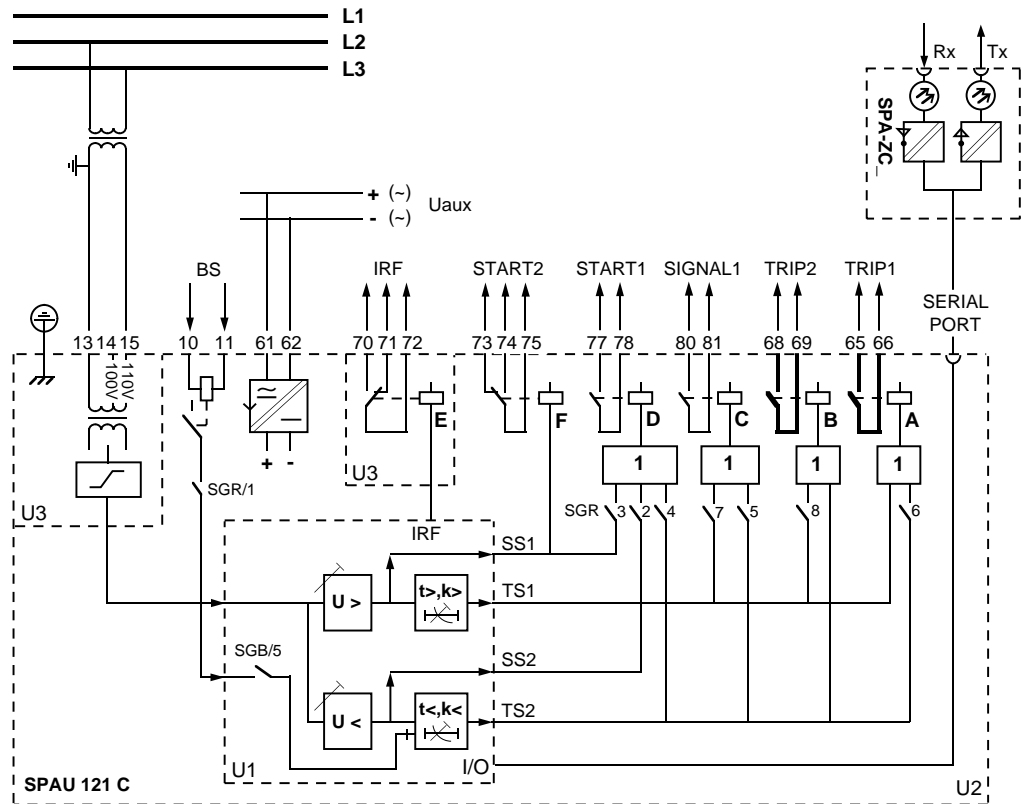 L1
L2
L3
Rx Tx
SPA-ZC_
+ (~)
- (~)
Uaux
BS
IRF
START2
START1
SIGNAL1
TRIP2
TRIP1
SERIAL
PORT
13 14 15
10 11
61 62
70 71 72
73 74 75
77 78
80 81
68 69
65 66
100V
110V
E
F
D
C
B
A
+ -
U3
U3
1
1
1
1
SGR/1
SGR 3 2 4
7 5
8
6
IRF
SS1
U >
t>,k>
TS1
SGB/5
SS2
U <
t<,k<
TS2
U1
I/O
SPAU 121 C
U2